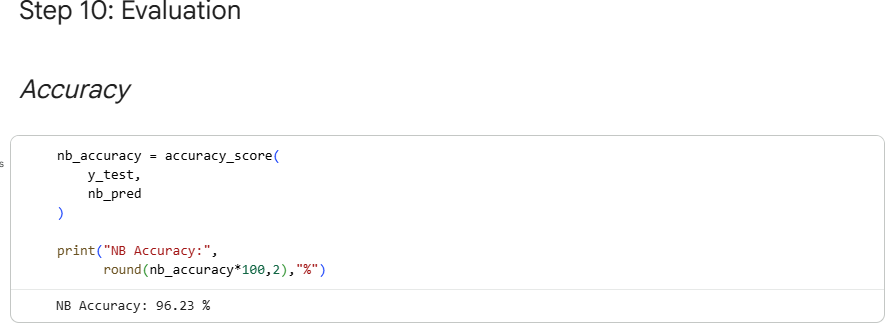 Step 10: Evaluation
Accuracy
s
nb_accuracy = accuracy_score(
    y_test,
    nb_pred
)
print("NB Accuracy:",
      round(nb_accuracy*100,2),"%")
NB Accuracy: 96.23 %